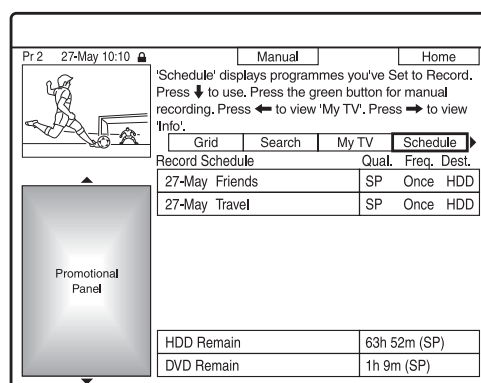 Pr 2 27-May 10:10
Manual Home
'Schedule' displays programmes you've Set to Record.
Press ↓ to use. Press the green button for manual
recording. Press ← to view 'My TV'. Press → to view
'Info'.
Grid Search My TV Schedule
Record Schedule Qual. Freq. Dest.
27-May Friends SP Once HDD
27-May Travel SP Once HDD
Promotional
Panel
HDD Remain 63h 52m (SP)
DVD Remain 1h 9m (SP)